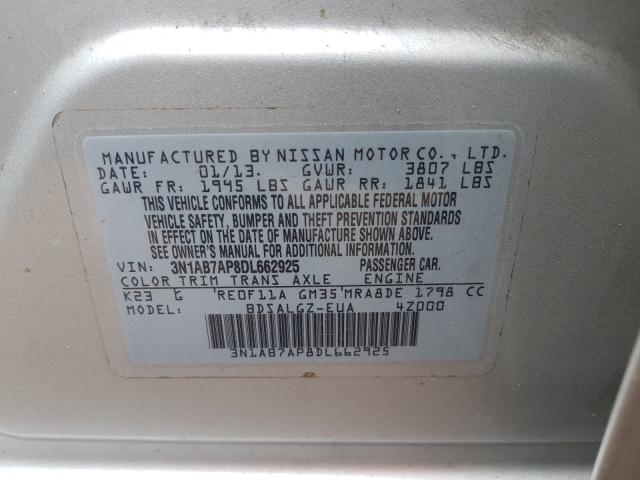 MANUFACTURED BY NISSAN MOTOR CO., LTD.
DATE: 01/13. GVWR: 3807 LBS
GAWR FR: 1995 LBS GAWR RR: 1841 LBS
THIS VEHICLE CONFORMS TO ALL APPLICABLE FEDERAL MOTOR
VEHICLE SAFETY, BUMPER AND THEFT PREVENTION STANDARDS
IN EFFECT ON THE DATE OF MANUFACTURE SHOWN ABOVE.
SEE OWNER'S MANUAL FOR ADDITIONAL INFORMATION.
VIN: 3N1AB7AP8DL662925 PASSENGER CAR.
COLOR TRIM TRANS AXLE ENGINE
K23 G RE0F11A GM35 MRA8DE 1798 CC
MODEL: BDSALGZ-EUA 4Z000
3N1AB7AP8DL662925